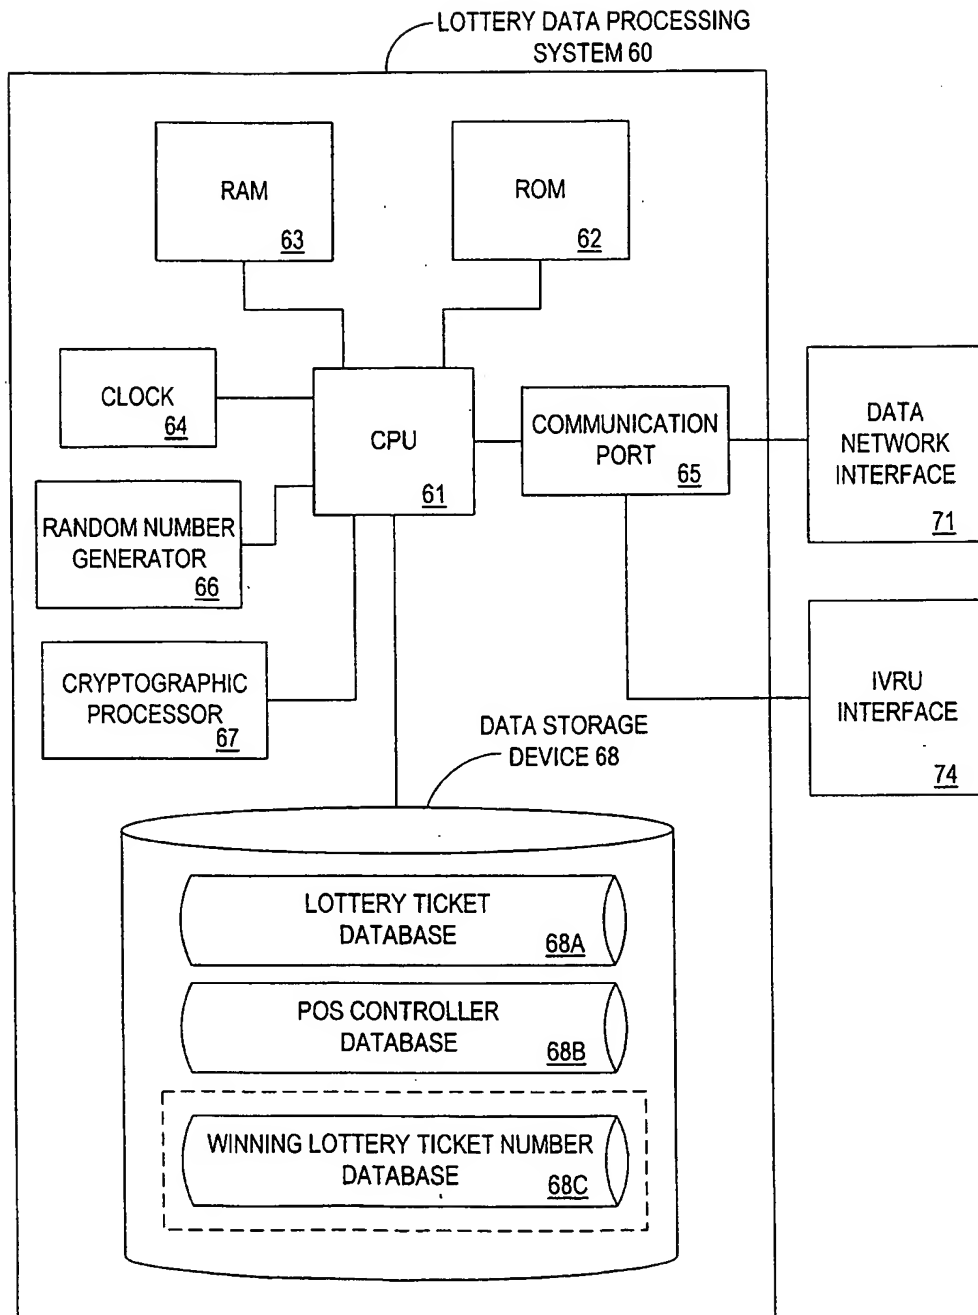 LOTTERY DATA PROCESSING
SYSTEM 60
RAM
63
ROM
62
CLOCK
64
CPU
61
COMMUNICATION
PORT
65
DATA
NETWORK
INTERFACE
71
RANDOM NUMBER
GENERATOR
66
CRYPTOGRAPHIC
PROCESSOR
67
IVRU
INTERFACE
74
DATA STORAGE
DEVICE 68
LOTTERY TICKET
DATABASE
68A
POS CONTROLLER
DATABASE
68B
WINNING LOTTERY TICKET NUMBER
DATABASE
68C